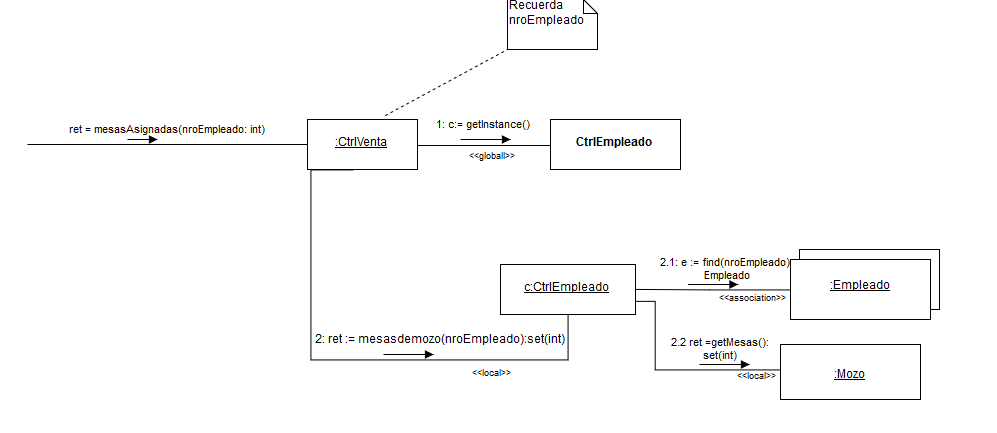 Recuerda
nroEmpleado
ret = mesasAsignadas(nroEmpleado: int)
:CtrlVenta
1: c:= getInstance()
<<global>>
CtrlEmpleado
2.1: e := find(nroEmpleado)
Empleado
<<association>>
:Empleado
c:CtrlEmpleado
2: ret := mesasdemozo(nroEmpleado):set(int)
<<local>>
2.2 ret =getMesas():
set(int)
<<local>>
:Mozo